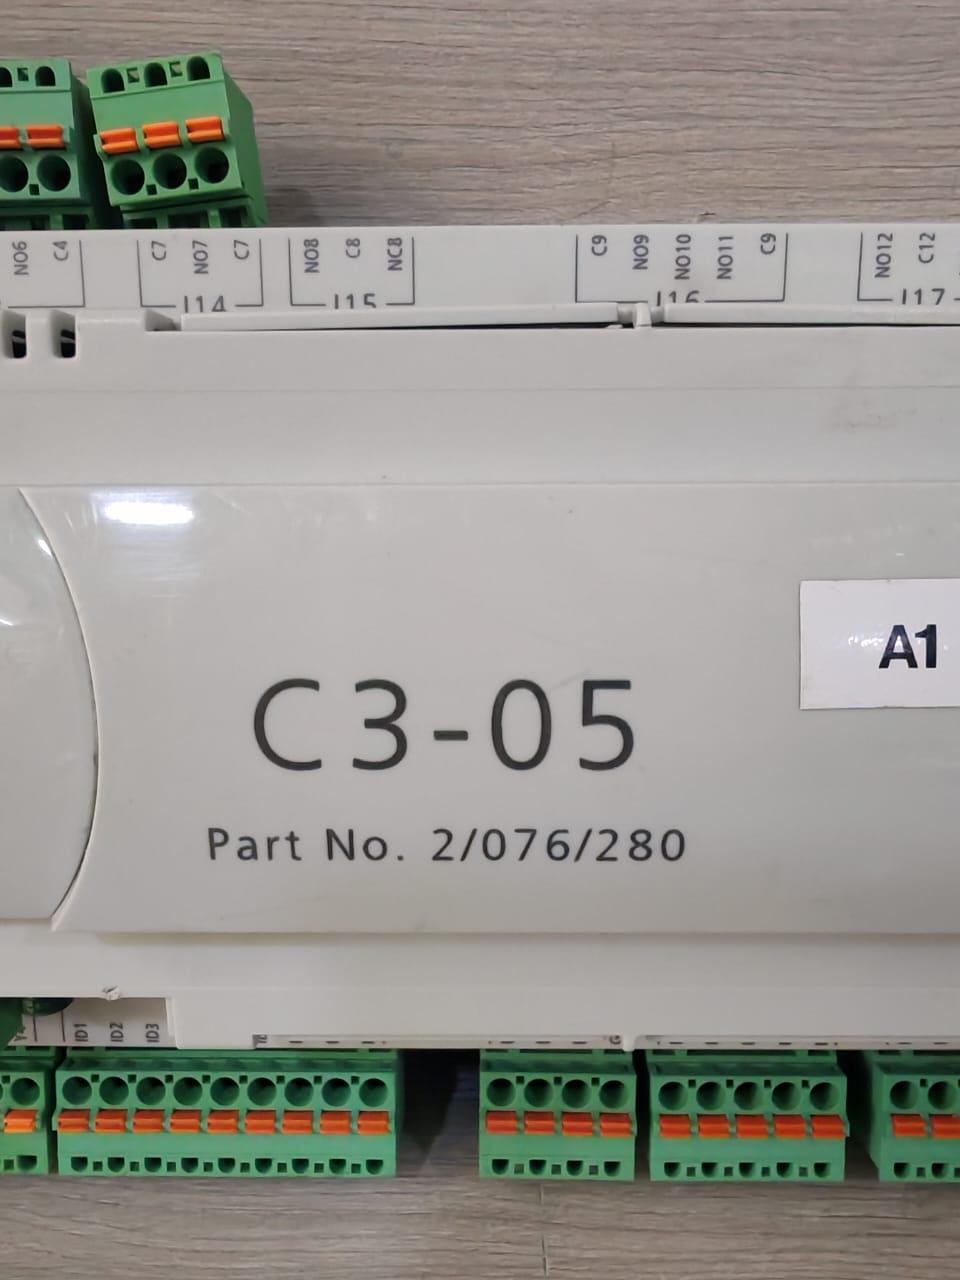 NO6 C4 C7 NO7 C7 NO8 C8 NC8 C9 NO9 NO10 NO11 C9 NO12 C12
J14 J15 J16 J17
A1
C3-05
Part No. 2/076/280
ID1 ID2 ID3